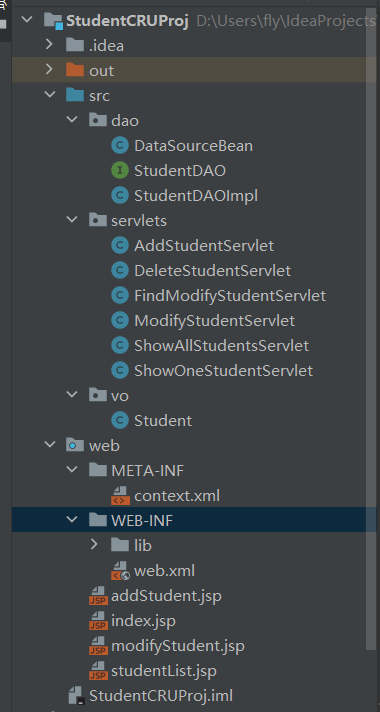 StudentCRUProj D:\Users\fly\IdeaProjects
.idea
out
src
dao
DataSourceBean
StudentDAO
StudentDAOImpl
servlets
AddStudentServlet
DeleteStudentServlet
FindModifyStudentServlet
ModifyStudentServlet
ShowAllStudentsServlet
ShowOneStudentServlet
vo
Student
web
META-INF
context.xml
WEB-INF
lib
web.xml
addStudent.jsp
index.jsp
modifyStudent.jsp
studentList.jsp
StudentCRUProj.iml